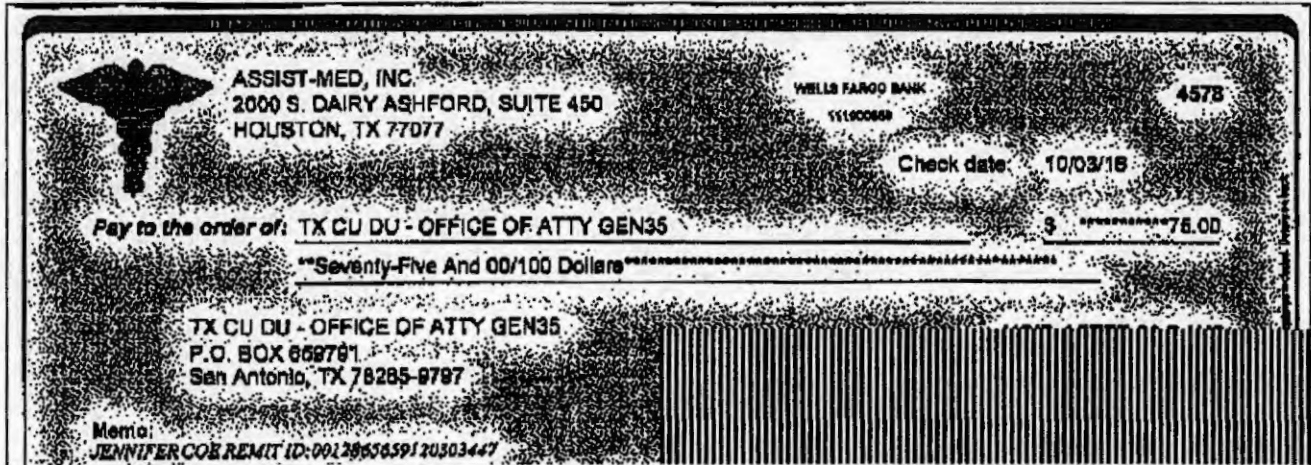 ASSIST-MED, INC.
2000 S. DAIRY ASHFORD, SUITE 450
HOUSTON, TX 77077
WELLS FARGO BANK
4578
Check date: 10/03/16
Pay to the order of: TX CU DU - OFFICE OF ATTY GEN35 $ ***********75.00
**Seventy-Five And 00/100 Dollars**********************************************
TX CU DU - OFFICE OF ATTY GEN35
P.O. BOX 659791
San Antonio, TX 78265-9797
Memo:
JENNIFER COE REMIT ID: